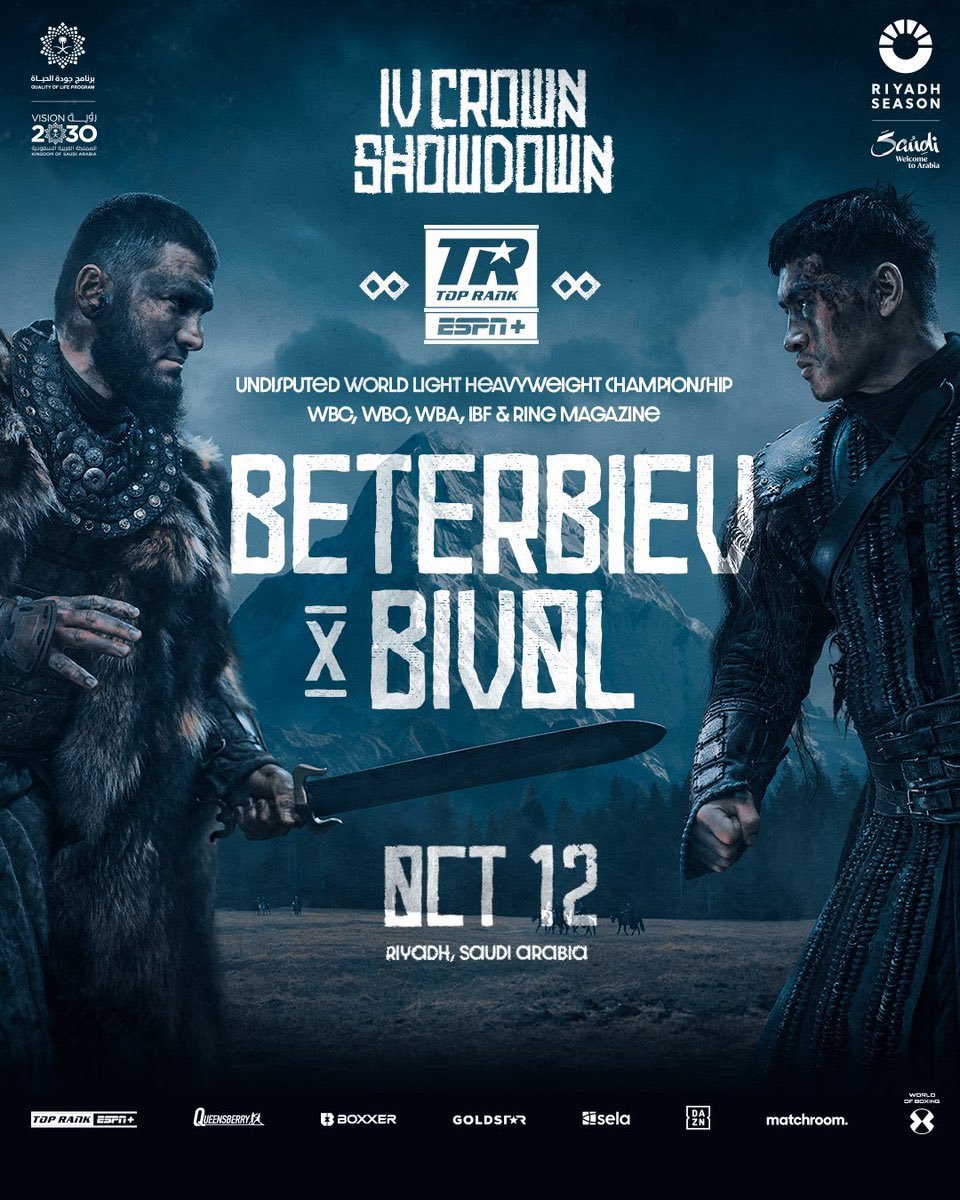 برنامج جودة الحياة
QUALITY OF LIFE PROGRAM
VISION رؤية
2030
المملكة العربية السعودية
KINGDOM OF SAUDI ARABIA
RIYADH
SEASON
Saudi
Welcome
to Arabia
IV CROWN
SHOWDOWN
TR
TOP RANK
ESPN+
UNDISPUTED WORLD LIGHT HEAVYWEIGHT CHAMPIONSHIP
WBC, WBO, WBA, IBF & RING MAGAZINE
BETERBIEV
X BIVOL
OCT 12
RIYADH, SAUDI ARABIA
TOP RANK ESPN+ QUEENSBERRY BOXXER GOLDSTAR sela DAZN matchroom. WORLD OF BOXING